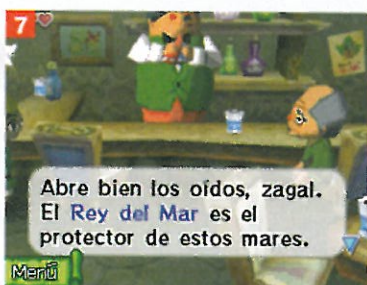 7
Abre bien los oídos, zagal.
El Rey del Mar es el
protector de estos mares.
Menú